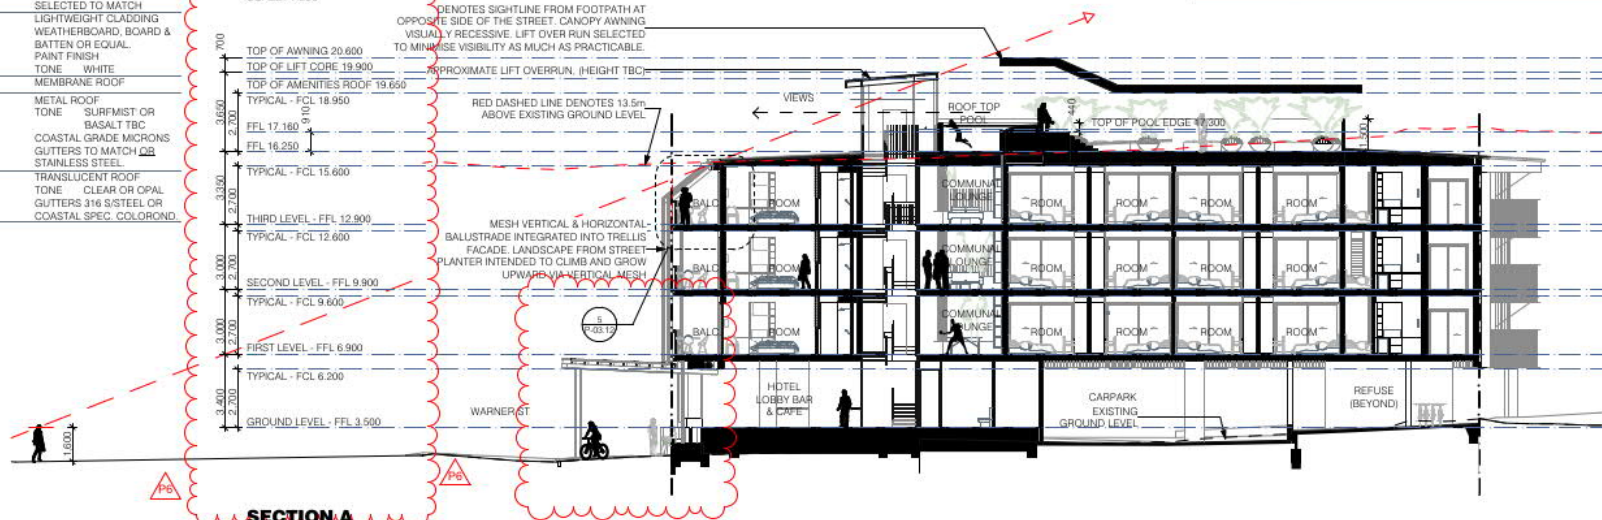 SELECTED TO MATCH
LIGHTWEIGHT CLADDING
WEATHERBOARD, BOARD &
BATTEN OR EQUAL.
PAINT FINISH
TONE WHITE
MEMBRANE ROOF
METAL ROOF
TONE SURFMIST OR
BASALT TBC
COASTAL GRADE MICRONS
GUTTERS TO MATCH OR
STAINLESS STEEL.
TRANSLUCENT ROOF
TONE CLEAR OR OPAL
GUTTERS 316 S/STEEL OR
COASTAL SPEC. COLOROND.
700
3.650
2.700
910
3.350
2.700
3.000
2.700
3.000
2.700
3.400
2.700
TOP OF AWNING 20.600
TOP OF LIFT CORE 19.900
TOP OF AMENITIES ROOF 19.650
TYPICAL - FCL 18.950
FFL 17.160
FFL 16.250
TYPICAL - FCL 15.600
THIRD LEVEL - FFL 12.900
TYPICAL - FCL 12.600
SECOND LEVEL - FFL 9.900
TYPICAL - FCL 9.600
FIRST LEVEL - FFL 6.900
TYPICAL - FCL 6.200
GROUND LEVEL - FFL 3.500
1.600
P6
P6
SECTION A
DENOTES SIGHTLINE FROM FOOTPATH AT
OPPOSITE SIDE OF THE STREET. CANOPY AWNING
VISUALLY RECESSIVE. LIFT OVER RUN SELECTED
TO MINIMISE VISIBILITY AS MUCH AS PRACTICABLE.
APPROXIMATE LIFT OVERRUN, (HEIGHT TBC)
RED DASHED LINE DENOTES 13.5m
ABOVE EXISTING GROUND LEVEL
MESH VERTICAL & HORIZONTAL
BALUSTRADE INTEGRATED INTO TRELLIS
FACADE. LANDSCAPE FROM STREET
PLANTER INTENDED TO CLIMB AND GROW
UPWARD VIA VERTICAL MESH
5
P-03.12
WARNER ST
VIEWS
ROOF TOP
POOL
440
TOP OF POOL EDGE 17.300
1.500
BALC
ROOM
COMMUNAL
LOUNGE
ROOM
ROOM
ROOM
ROOM
BALC
ROOM
COMMUNAL
LOUNGE
ROOM
ROOM
ROOM
ROOM
BALC
ROOM
COMMUNAL
LOUNGE
ROOM
ROOM
ROOM
ROOM
HOTEL
LOBBY BAR
& CAFE
CARPARK
EXISTING
GROUND LEVEL
REFUSE
(BEYOND)